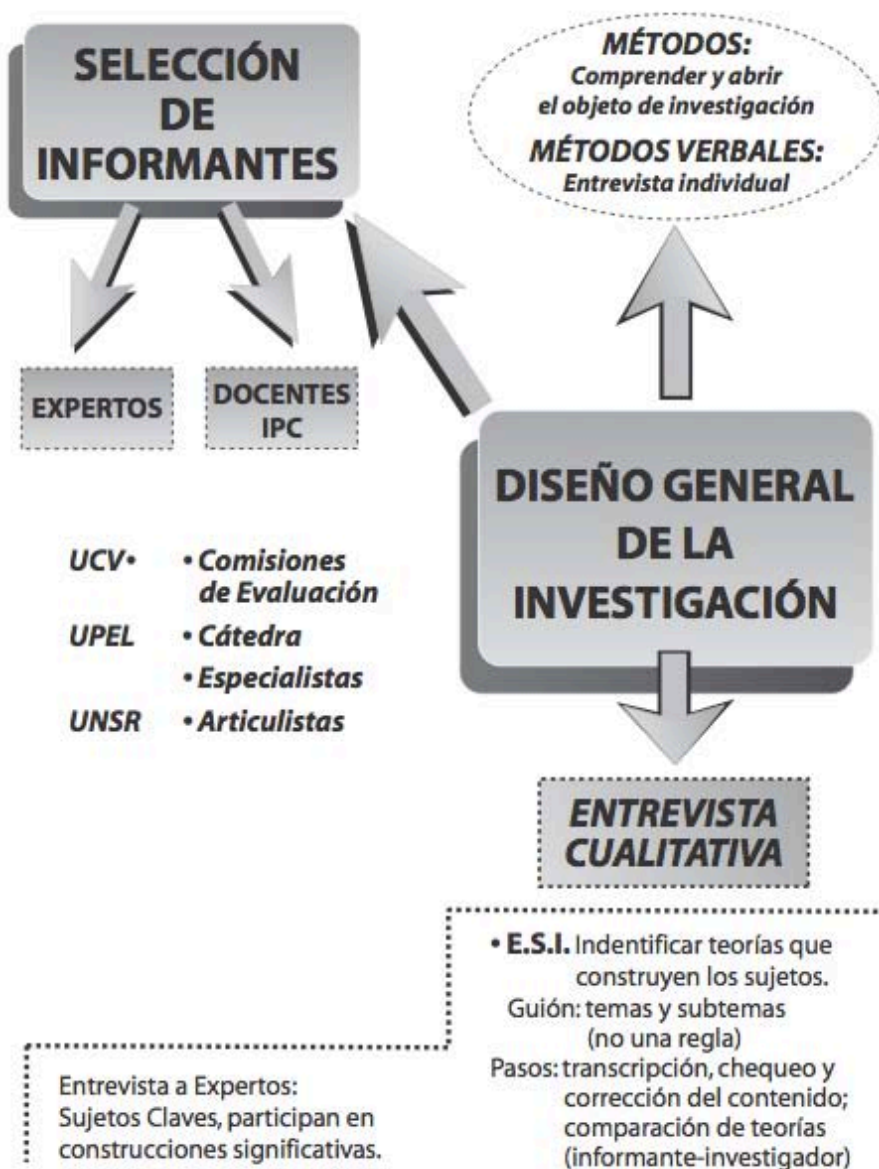 SELECCIÓN
DE
INFORMANTES
MÉTODOS:
Comprender y abrir
el objeto de investigación
MÉTODOS VERBALES:
Entrevista individual
EXPERTOS
DOCENTES
IPC
DISEÑO GENERAL
DE LA
INVESTIGACIÓN
UCV• • Comisiones
de Evaluación
UPEL • Cátedra
• Especialistas
UNSR • Articulistas
ENTREVISTA
CUALITATIVA
• E.S.I. Indentificar teorías que
construyen los sujetos.
Guión: temas y subtemas
(no una regla)
Pasos: transcripción, chequeo y
corrección del contenido;
comparación de teorías
(informante-investigador)
Entrevista a Expertos:
Sujetos Claves, participan en
construcciones significativas.